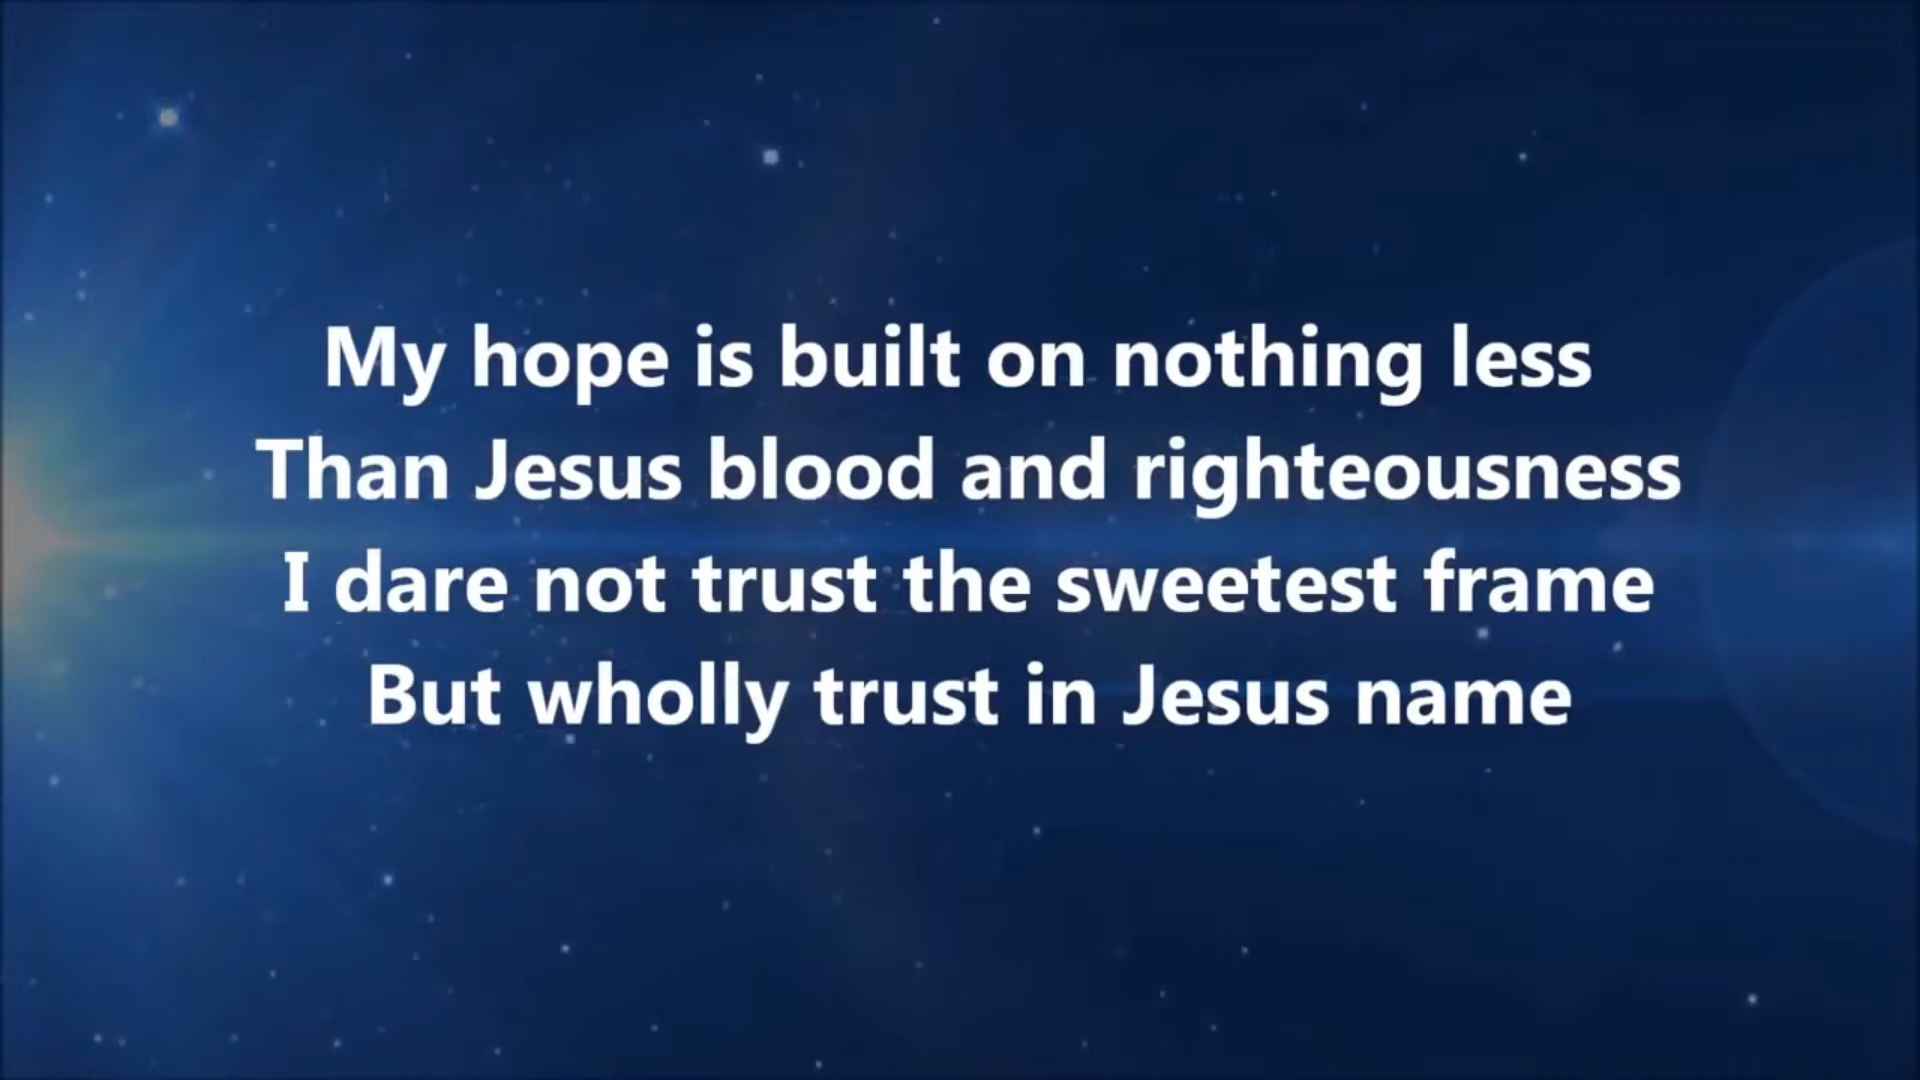 My hope is built on nothing less
Than Jesus blood and righteousness
I dare not trust the sweetest frame
But wholly trust in Jesus name